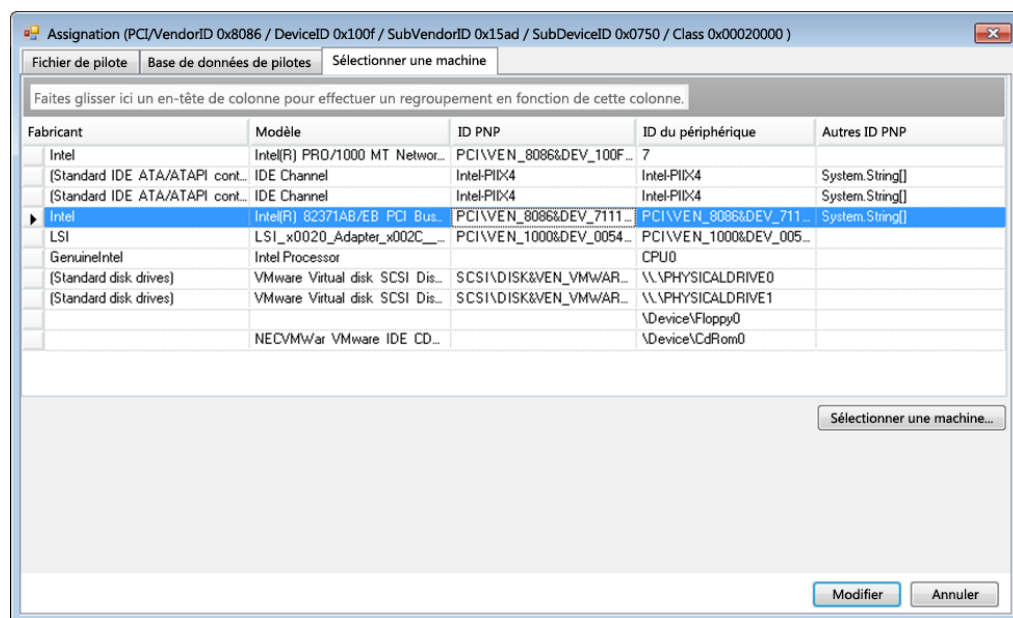 Assignation (PCI/VendorID 0x8086 / DeviceID 0x100f / SubVendorID 0x15ad / SubDeviceID 0x0750 / Class 0x00020000 )
Fichier de pilote Base de données de pilotes Sélectionner une machine
Faites glisser ici un en-tête de colonne pour effectuer un regroupement en fonction de cette colonne.
Fabricant Modèle ID PNP ID du périphérique Autres ID PNP
Intel Intel(R) PRO/1000 MT Networ... PCI\VEN_8086&DEV_100F... 7
(Standard IDE ATA/ATAPI cont... IDE Channel Intel-PIIX4 Intel-PIIX4 System.String[]
(Standard IDE ATA/ATAPI cont... IDE Channel Intel-PIIX4 Intel-PIIX4 System.String[]
Intel Intel(R) 82371AB/EB PCI Bus... PCI\VEN_8086&DEV_7111... PCI\VEN_8086&DEV_711... System.String[]
LSI LSI_x0020_Adapter_x002C__... PCI\VEN_1000&DEV_0054... PCI\VEN_1000&DEV_005...
GenuineIntel Intel Processor CPU0
(Standard disk drives) VMware Virtual disk SCSI Dis... SCSI\DISK&VEN_VMWAR... \\.\PHYSICALDRIVE0
(Standard disk drives) VMware Virtual disk SCSI Dis... SCSI\DISK&VEN_VMWAR... \\.\PHYSICALDRIVE1
\Device\Floppy0
NECVMWar VMware IDE CD... \Device\CdRom0
Sélectionner une machine...
Modifier Annuler